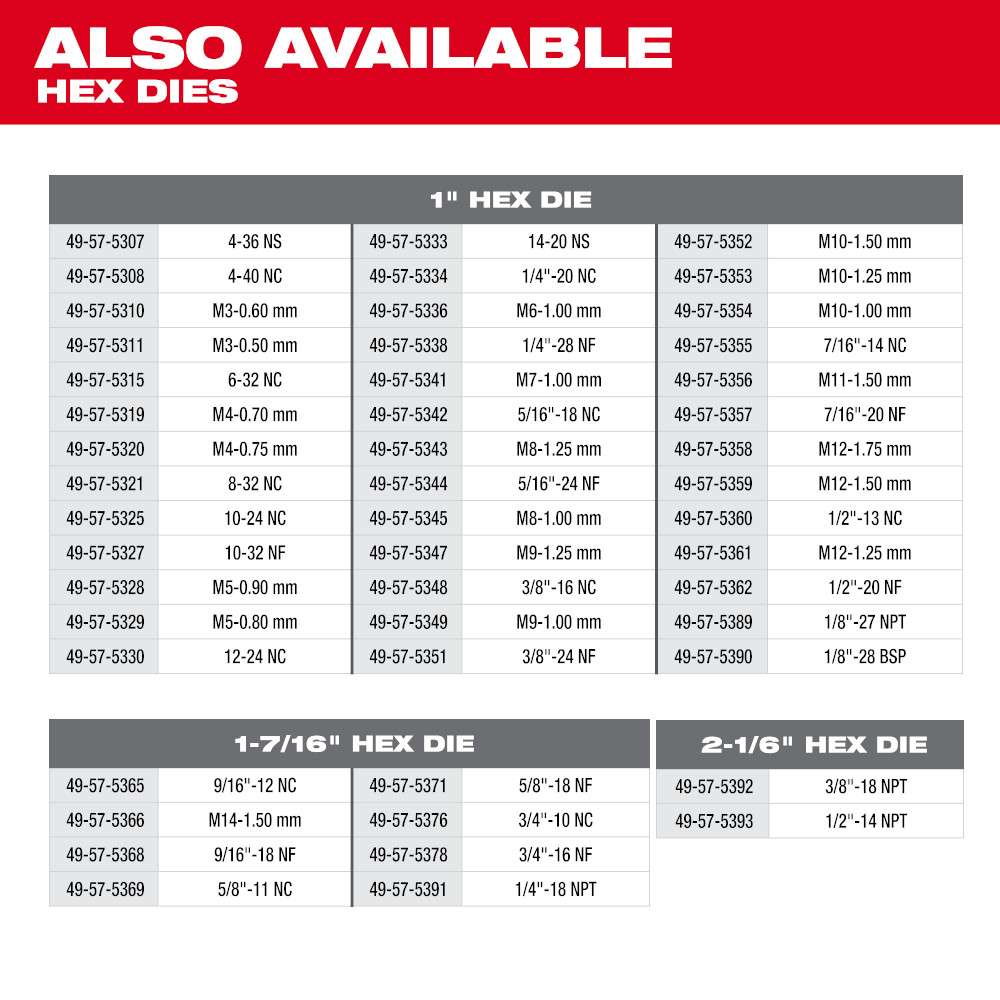 ALSO AVAILABLE
HEX DIES
1" HEX DIE
49-57-5307 4-36 NS 49-57-5333 14-20 NS 49-57-5352 M10-1.50 mm
49-57-5308 4-40 NC 49-57-5334 1/4"-20 NC 49-57-5353 M10-1.25 mm
49-57-5310 M3-0.60 mm 49-57-5336 M6-1.00 mm 49-57-5354 M10-1.00 mm
49-57-5311 M3-0.50 mm 49-57-5338 1/4"-28 NF 49-57-5355 7/16"-14 NC
49-57-5315 6-32 NC 49-57-5341 M7-1.00 mm 49-57-5356 M11-1.50 mm
49-57-5319 M4-0.70 mm 49-57-5342 5/16"-18 NC 49-57-5357 7/16"-20 NF
49-57-5320 M4-0.75 mm 49-57-5343 M8-1.25 mm 49-57-5358 M12-1.75 mm
49-57-5321 8-32 NC 49-57-5344 5/16"-24 NF 49-57-5359 M12-1.50 mm
49-57-5325 10-24 NC 49-57-5345 M8-1.00 mm 49-57-5360 1/2"-13 NC
49-57-5327 10-32 NF 49-57-5347 M9-1.25 mm 49-57-5361 M12-1.25 mm
49-57-5328 M5-0.90 mm 49-57-5348 3/8"-16 NC 49-57-5362 1/2"-20 NF
49-57-5329 M5-0.80 mm 49-57-5349 M9-1.00 mm 49-57-5389 1/8"-27 NPT
49-57-5330 12-24 NC 49-57-5351 3/8"-24 NF 49-57-5390 1/8"-28 BSP
1-7/16" HEX DIE
49-57-5365 9/16"-12 NC 49-57-5371 5/8"-18 NF
49-57-5366 M14-1.50 mm 49-57-5376 3/4"-10 NC
49-57-5368 9/16"-18 NF 49-57-5378 3/4"-16 NF
49-57-5369 5/8"-11 NC 49-57-5391 1/4"-18 NPT
2-1/6" HEX DIE
49-57-5392 3/8"-18 NPT
49-57-5393 1/2"-14 NPT